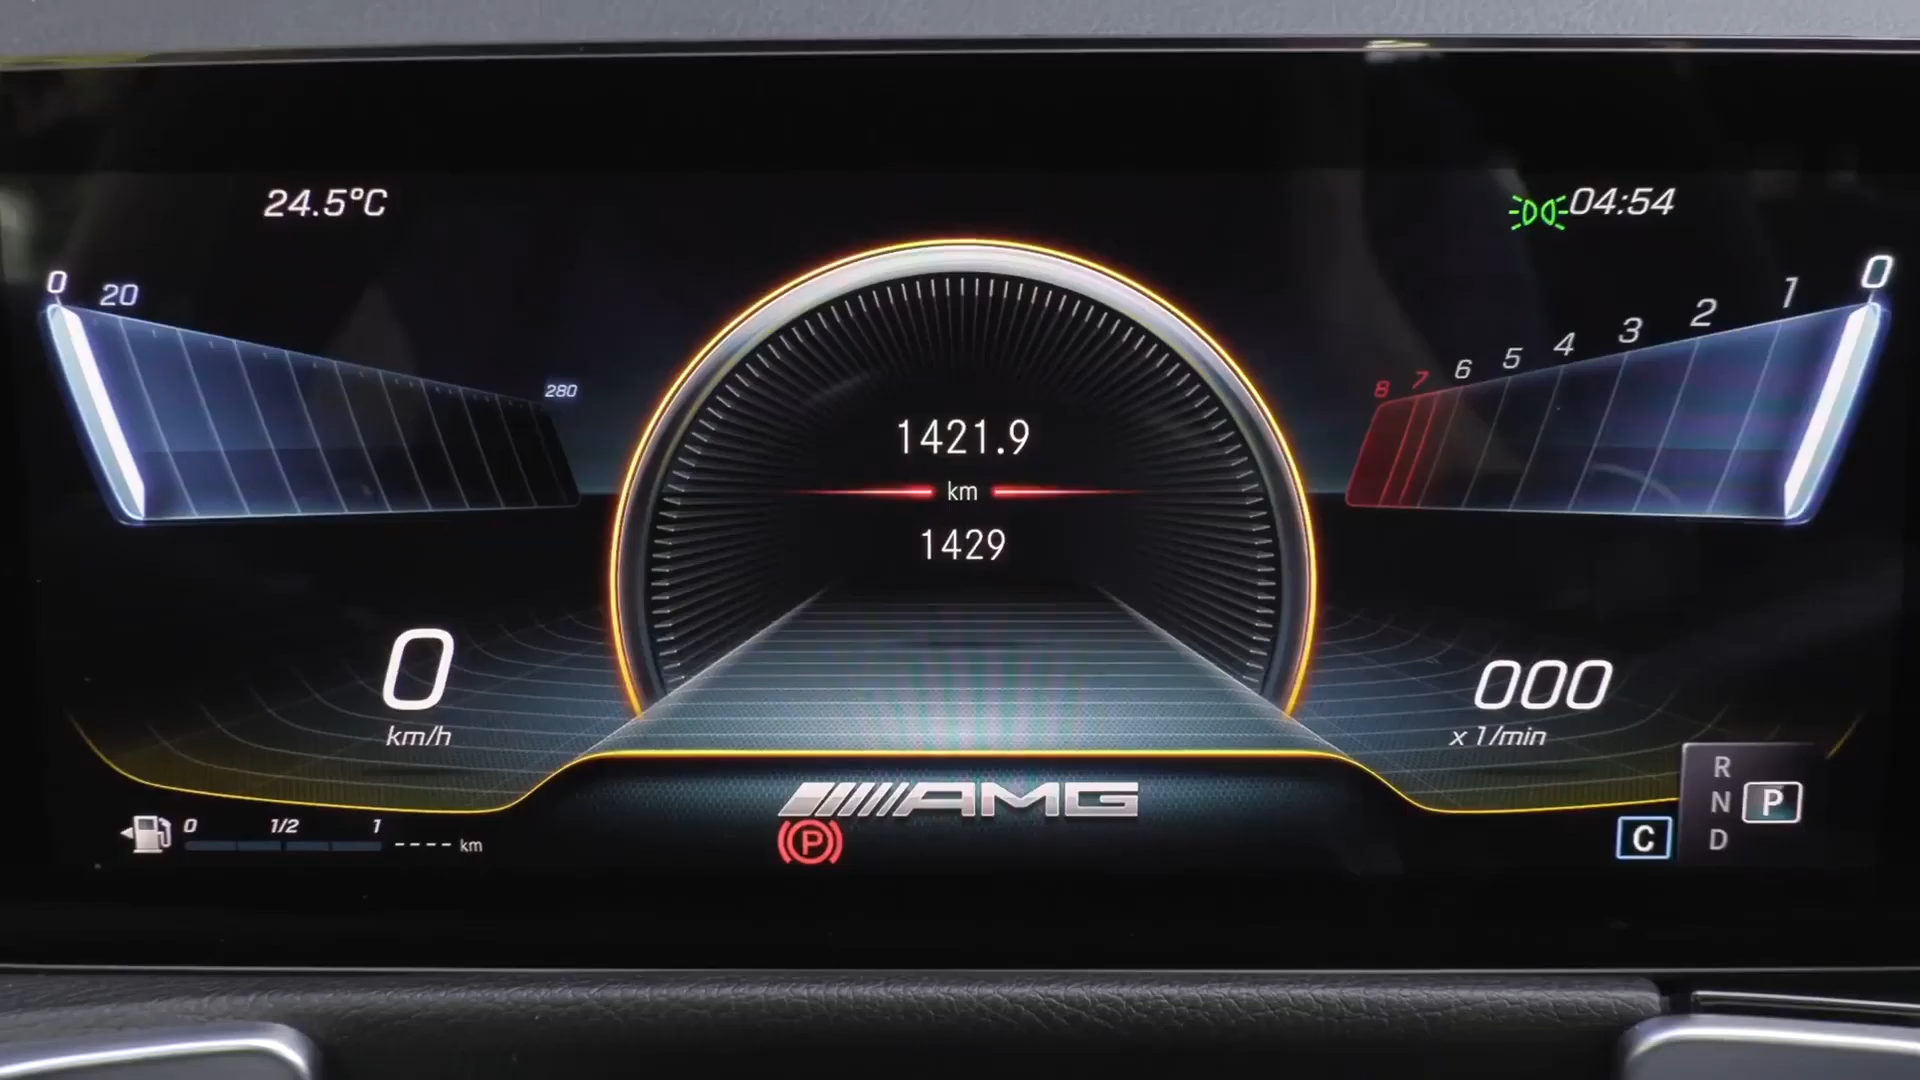 24.5°C
04:54
0 20 280
8 7 6 5 4 3 2 1 0
1421.9
km
1429
0
km/h
000
x 1/min
AMG
P
0 1/2 1 ---- km
C
R
N P
D